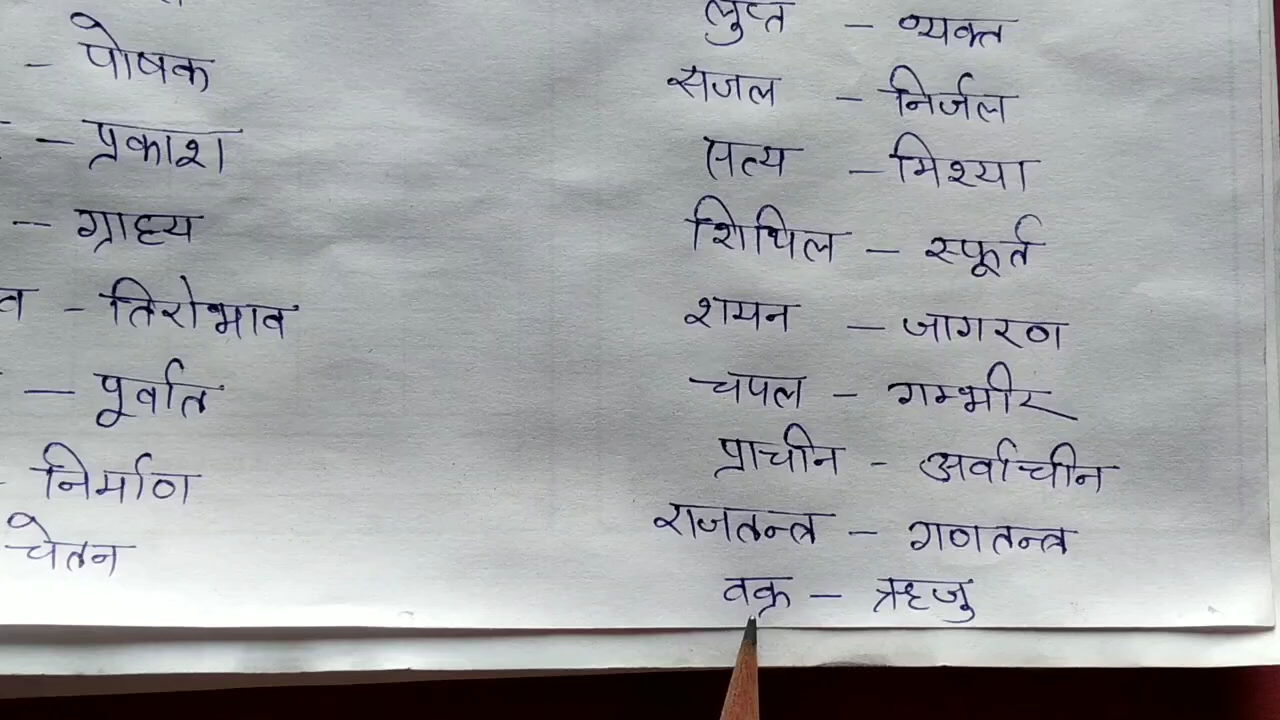 - पोषक
- प्रकाश
- ग्राह्य
व - तिरोभाव
- पूर्वात
- निर्माण
चेतन
लुप्त - व्यक्त
सजल - निर्जल
सत्य - मिश्या
शिथिल - स्फूर्त
शयन - जागरण
चपल - गम्भीर
प्राचीन - अर्वाचीन
राजतन्त्र - गणतन्त्र
वक्र - ऋजु